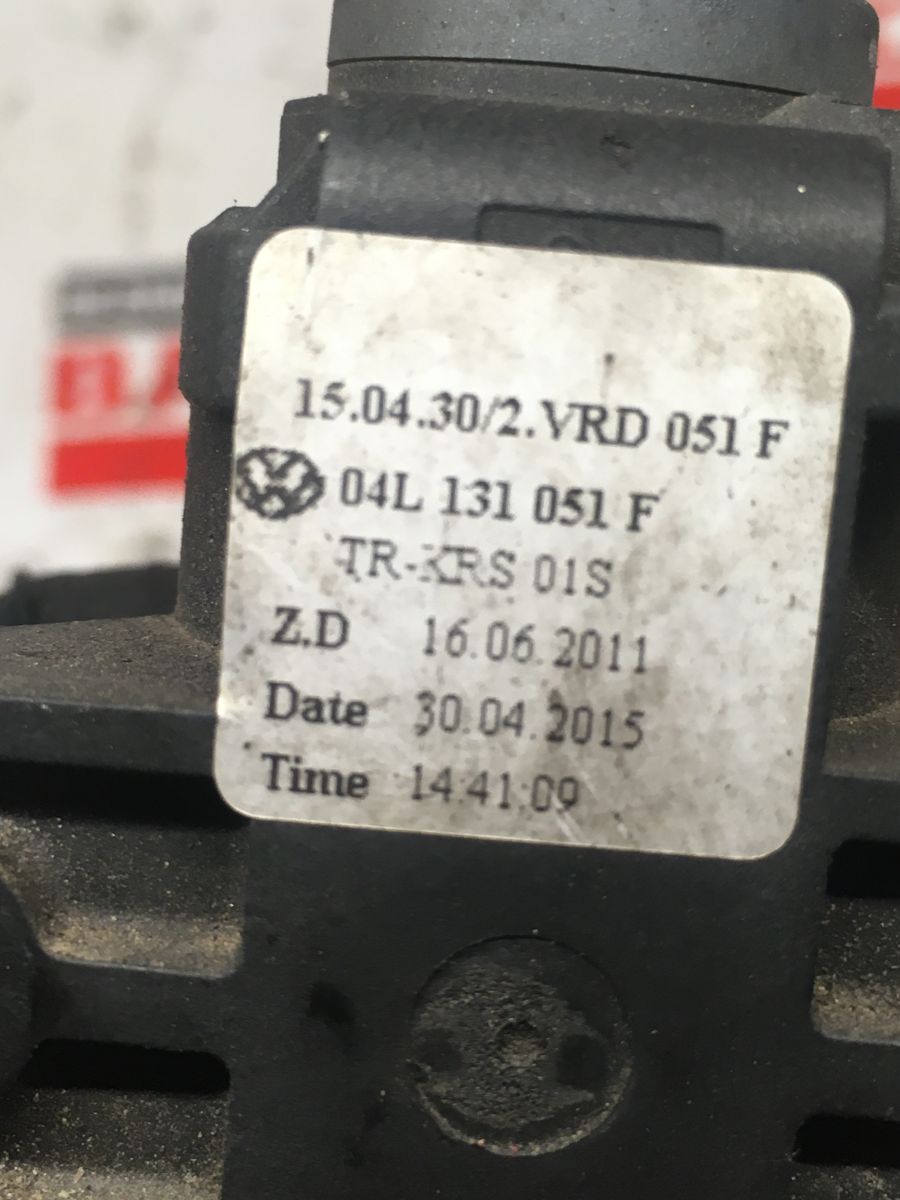 15.04.30/2.VRD 051 F
04L 131 051 F
TR-KRS 01S
Z.D 16.06.2011
Date 30.04.2015
Time 14:41:09